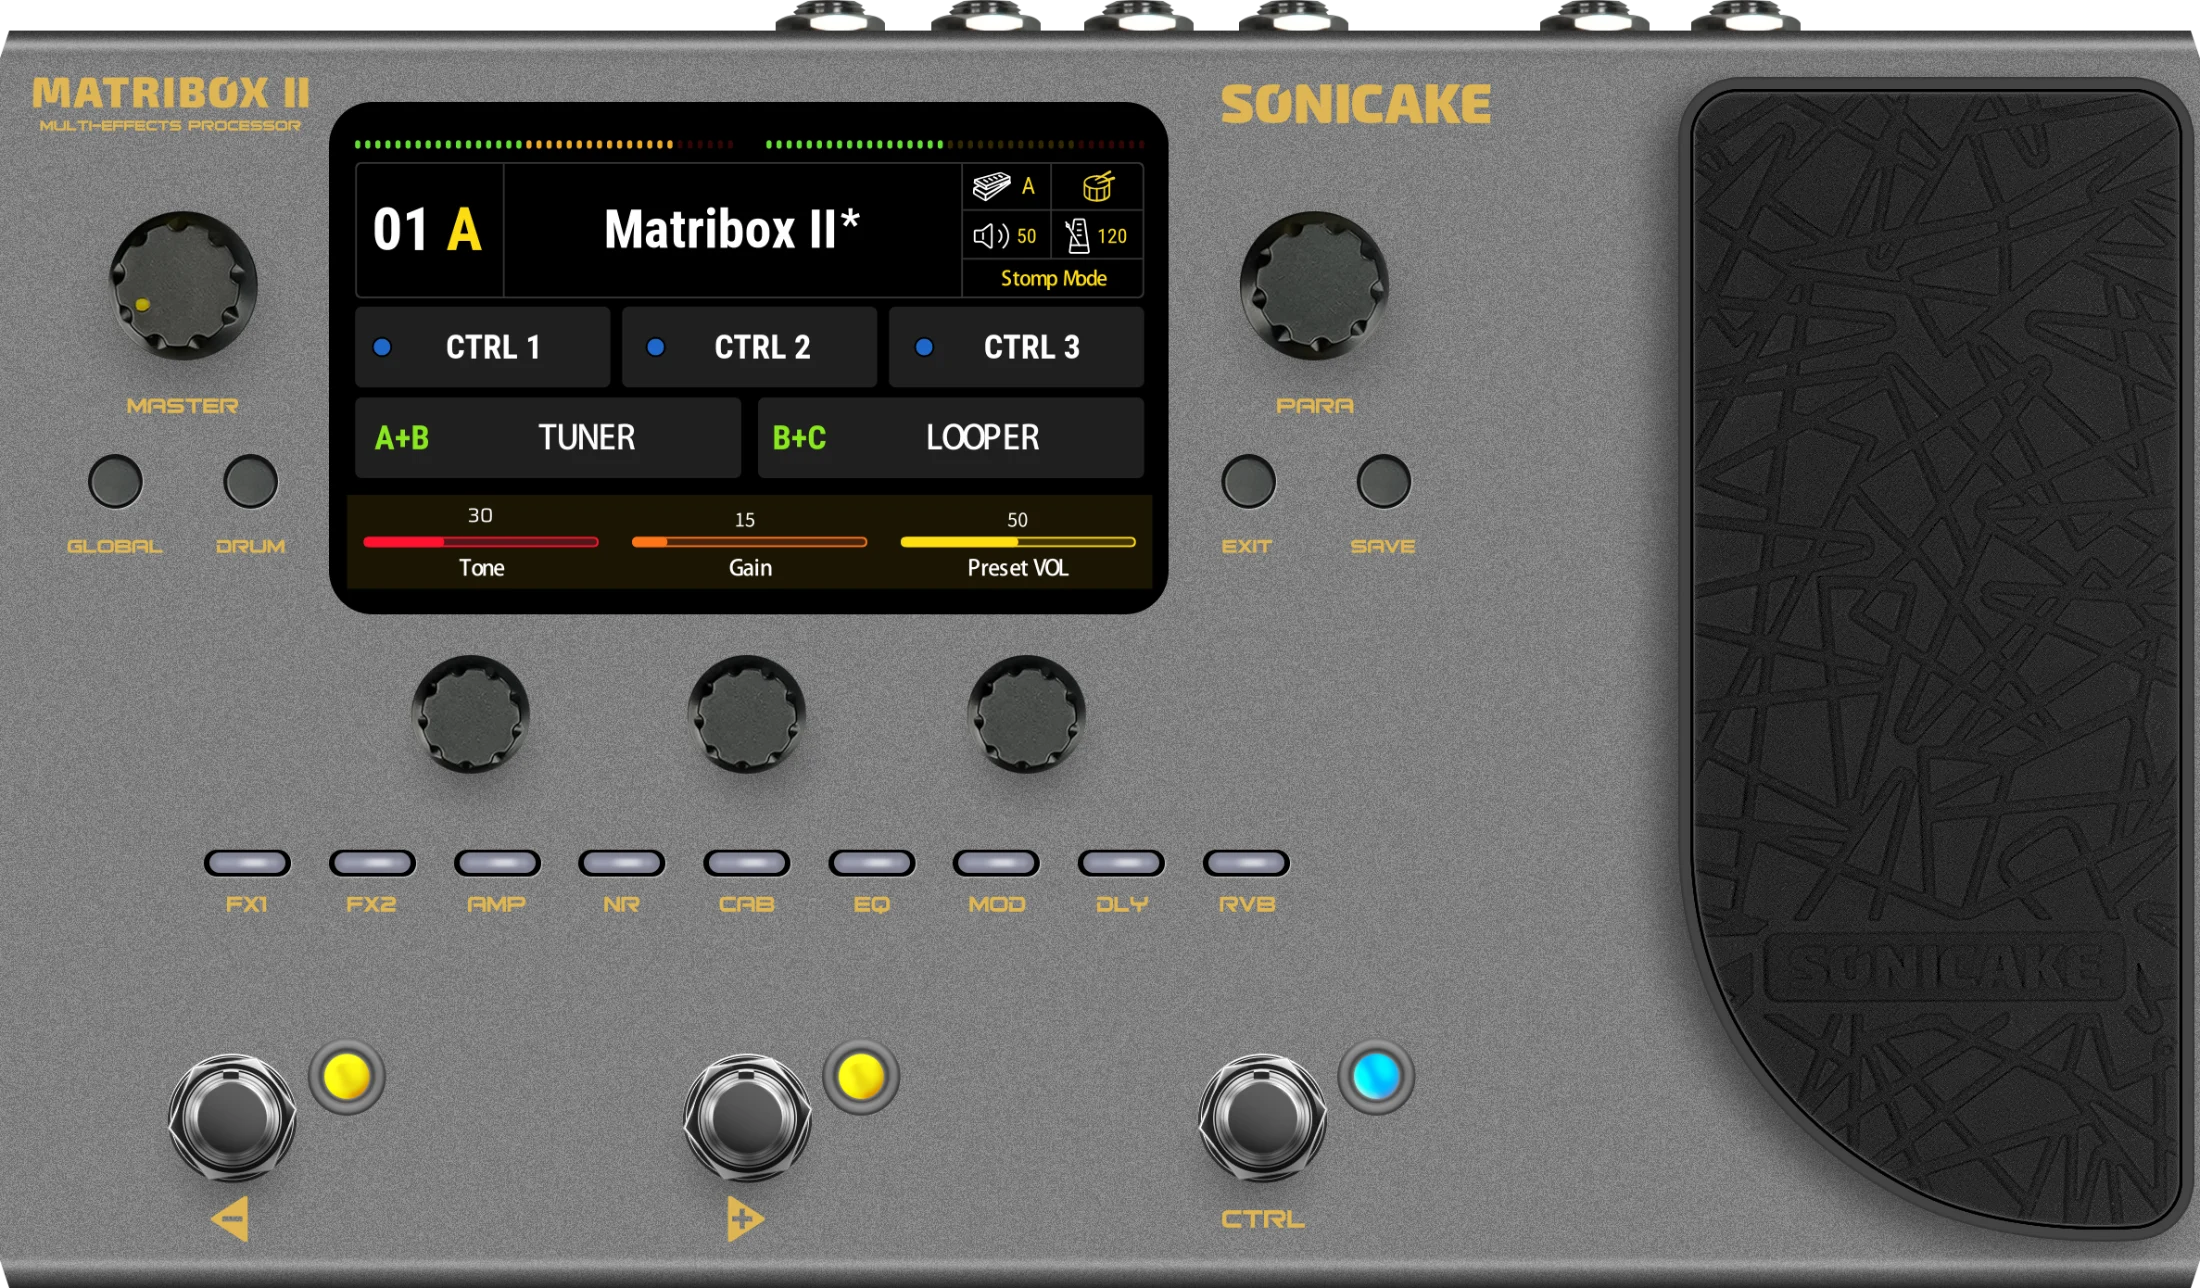 MATRIBOX II
MULTI-EFFECTS PROCESSOR
SONICAKE
01 A
Matribox II*
A
50
120
Stomp Mode
CTRL 1
CTRL 2
CTRL 3
A+B TUNER
B+C LOOPER
30
15
50
Tone
Gain
Preset VOL
MASTER
PARA
GLOBAL
DRUM
EXIT
SAVE
FX1
FX2
AMP
NR
CAB
EQ
MOD
DLY
RVB
SONICAKE
-
+
CTRL